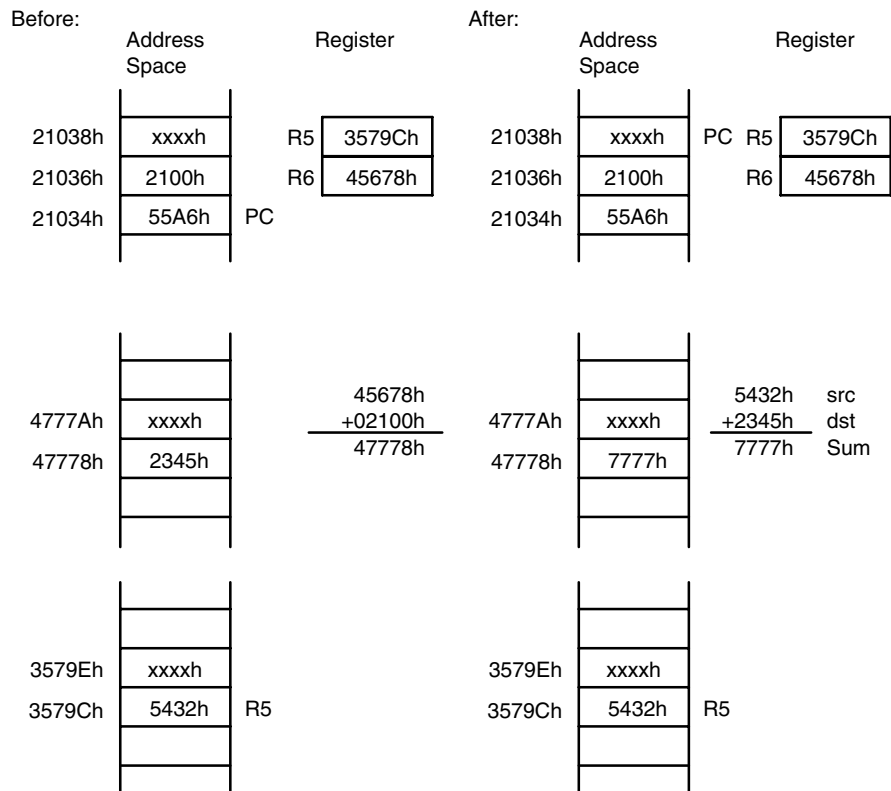 Before:
After:
Address Space
Register
Address Space
Register
21038h xxxxh R5 3579Ch
21036h 2100h R6 45678h
21034h 55A6h PC
21038h xxxxh PC R5 3579Ch
21036h 2100h R6 45678h
21034h 55A6h
45678h
4777Ah xxxxh +02100h
47778h 2345h 47778h
5432h src
4777Ah xxxxh +2345h dst
47778h 7777h 7777h Sum
3579Eh xxxxh
3579Ch 5432h R5
3579Eh xxxxh
3579Ch 5432h R5